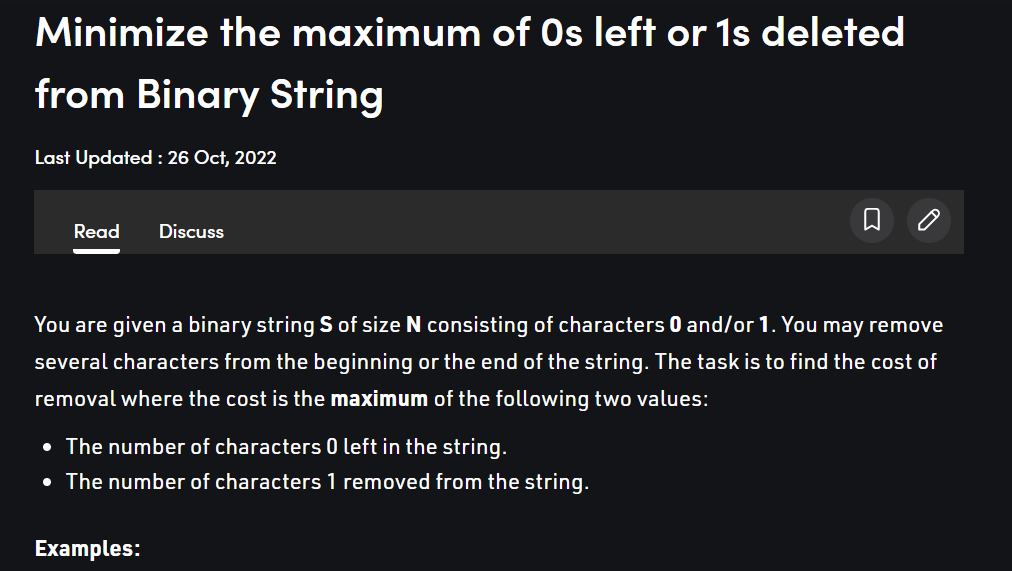 Minimize the maximum of 0s left or 1s deleted
from Binary String
Last Updated : 26 Oct, 2022
Read Discuss
You are given a binary string S of size N consisting of characters 0 and/or 1. You may remove
several characters from the beginning or the end of the string. The task is to find the cost of
removal where the cost is the maximum of the following two values:
• The number of characters 0 left in the string.
• The number of characters 1 removed from the string.
Examples: